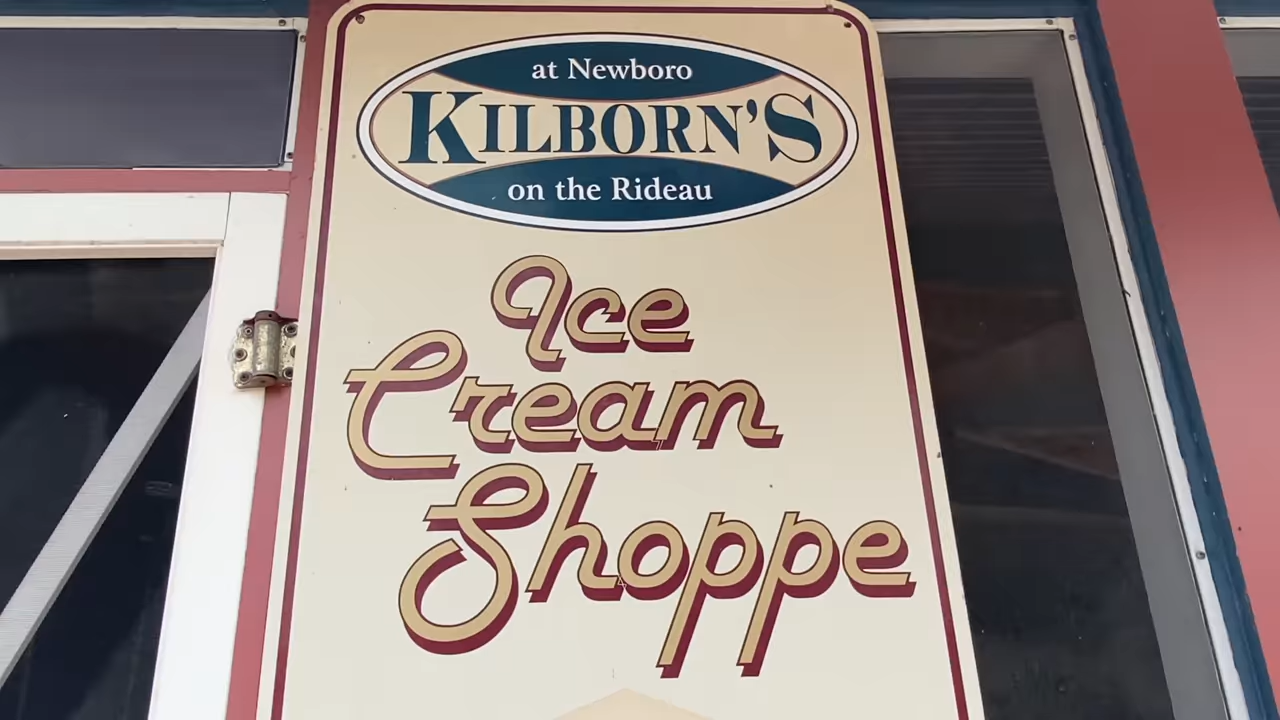 at Newboro
KILBORN'S
on the Rideau
Ice
Cream
Shoppe